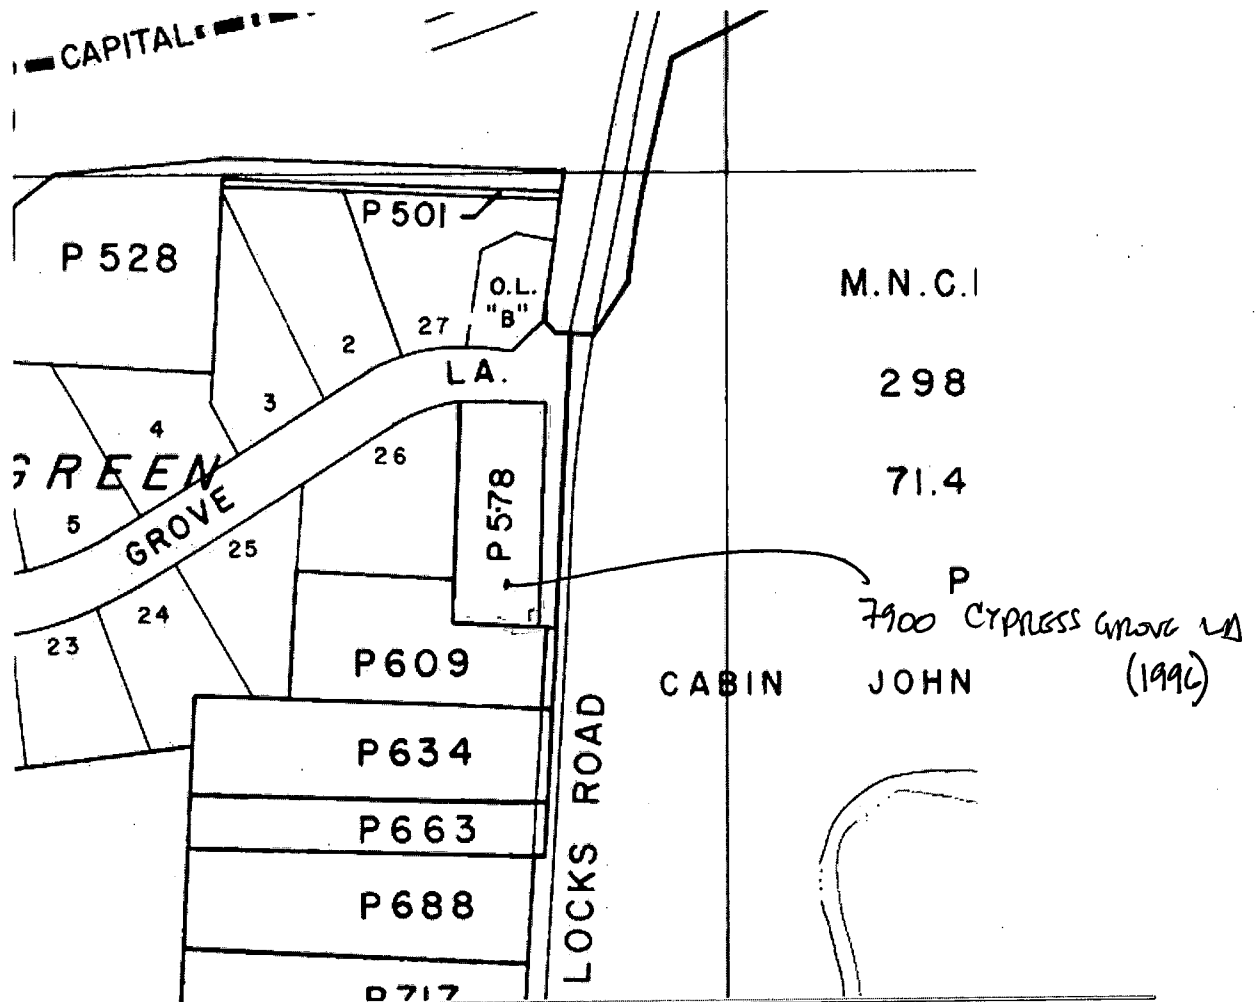 CAPITAL
P 501
P 528
M.N.C.
O.L.
"B"
27
2
LA.
298
3
4
26
GREEN
71.4
P 578
5
GROVE
25
P
24
7900 CYPRESS GROVE LA
23
P609
CABIN JOHN
(1996)
P634
P663
P688
LOCKS ROAD
P717